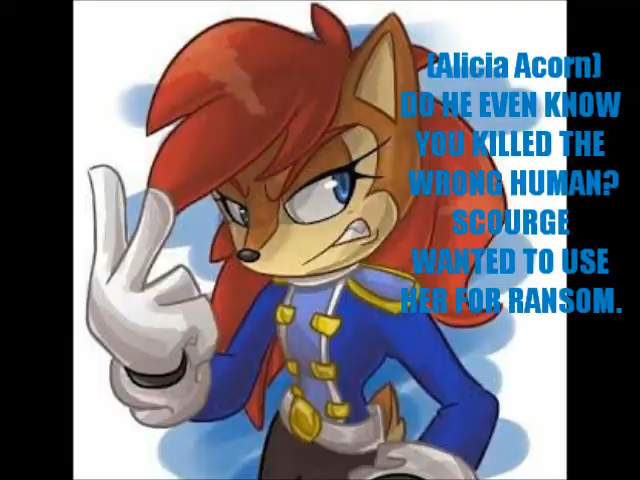 (Alicia Acorn)
DO HE EVEN KNOW
YOU KILLED THE
WRONG HUMAN?
SCOURGE
WANTED TO USE
HER FOR RANSOM.